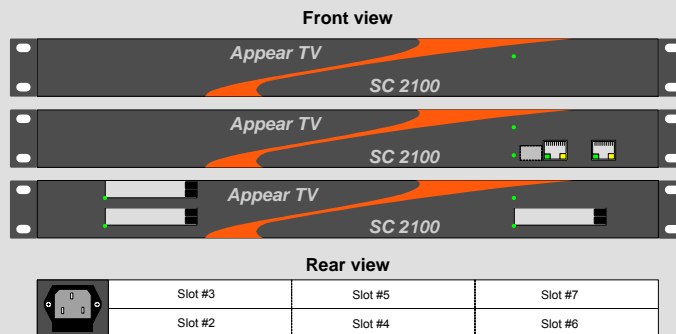 Front view
Appear TV
SC 2100
Appear TV
SC 2100
Appear TV
SC 2100
Rear view
Slot #3 Slot #5 Slot #7
Slot #2 Slot #4 Slot #6